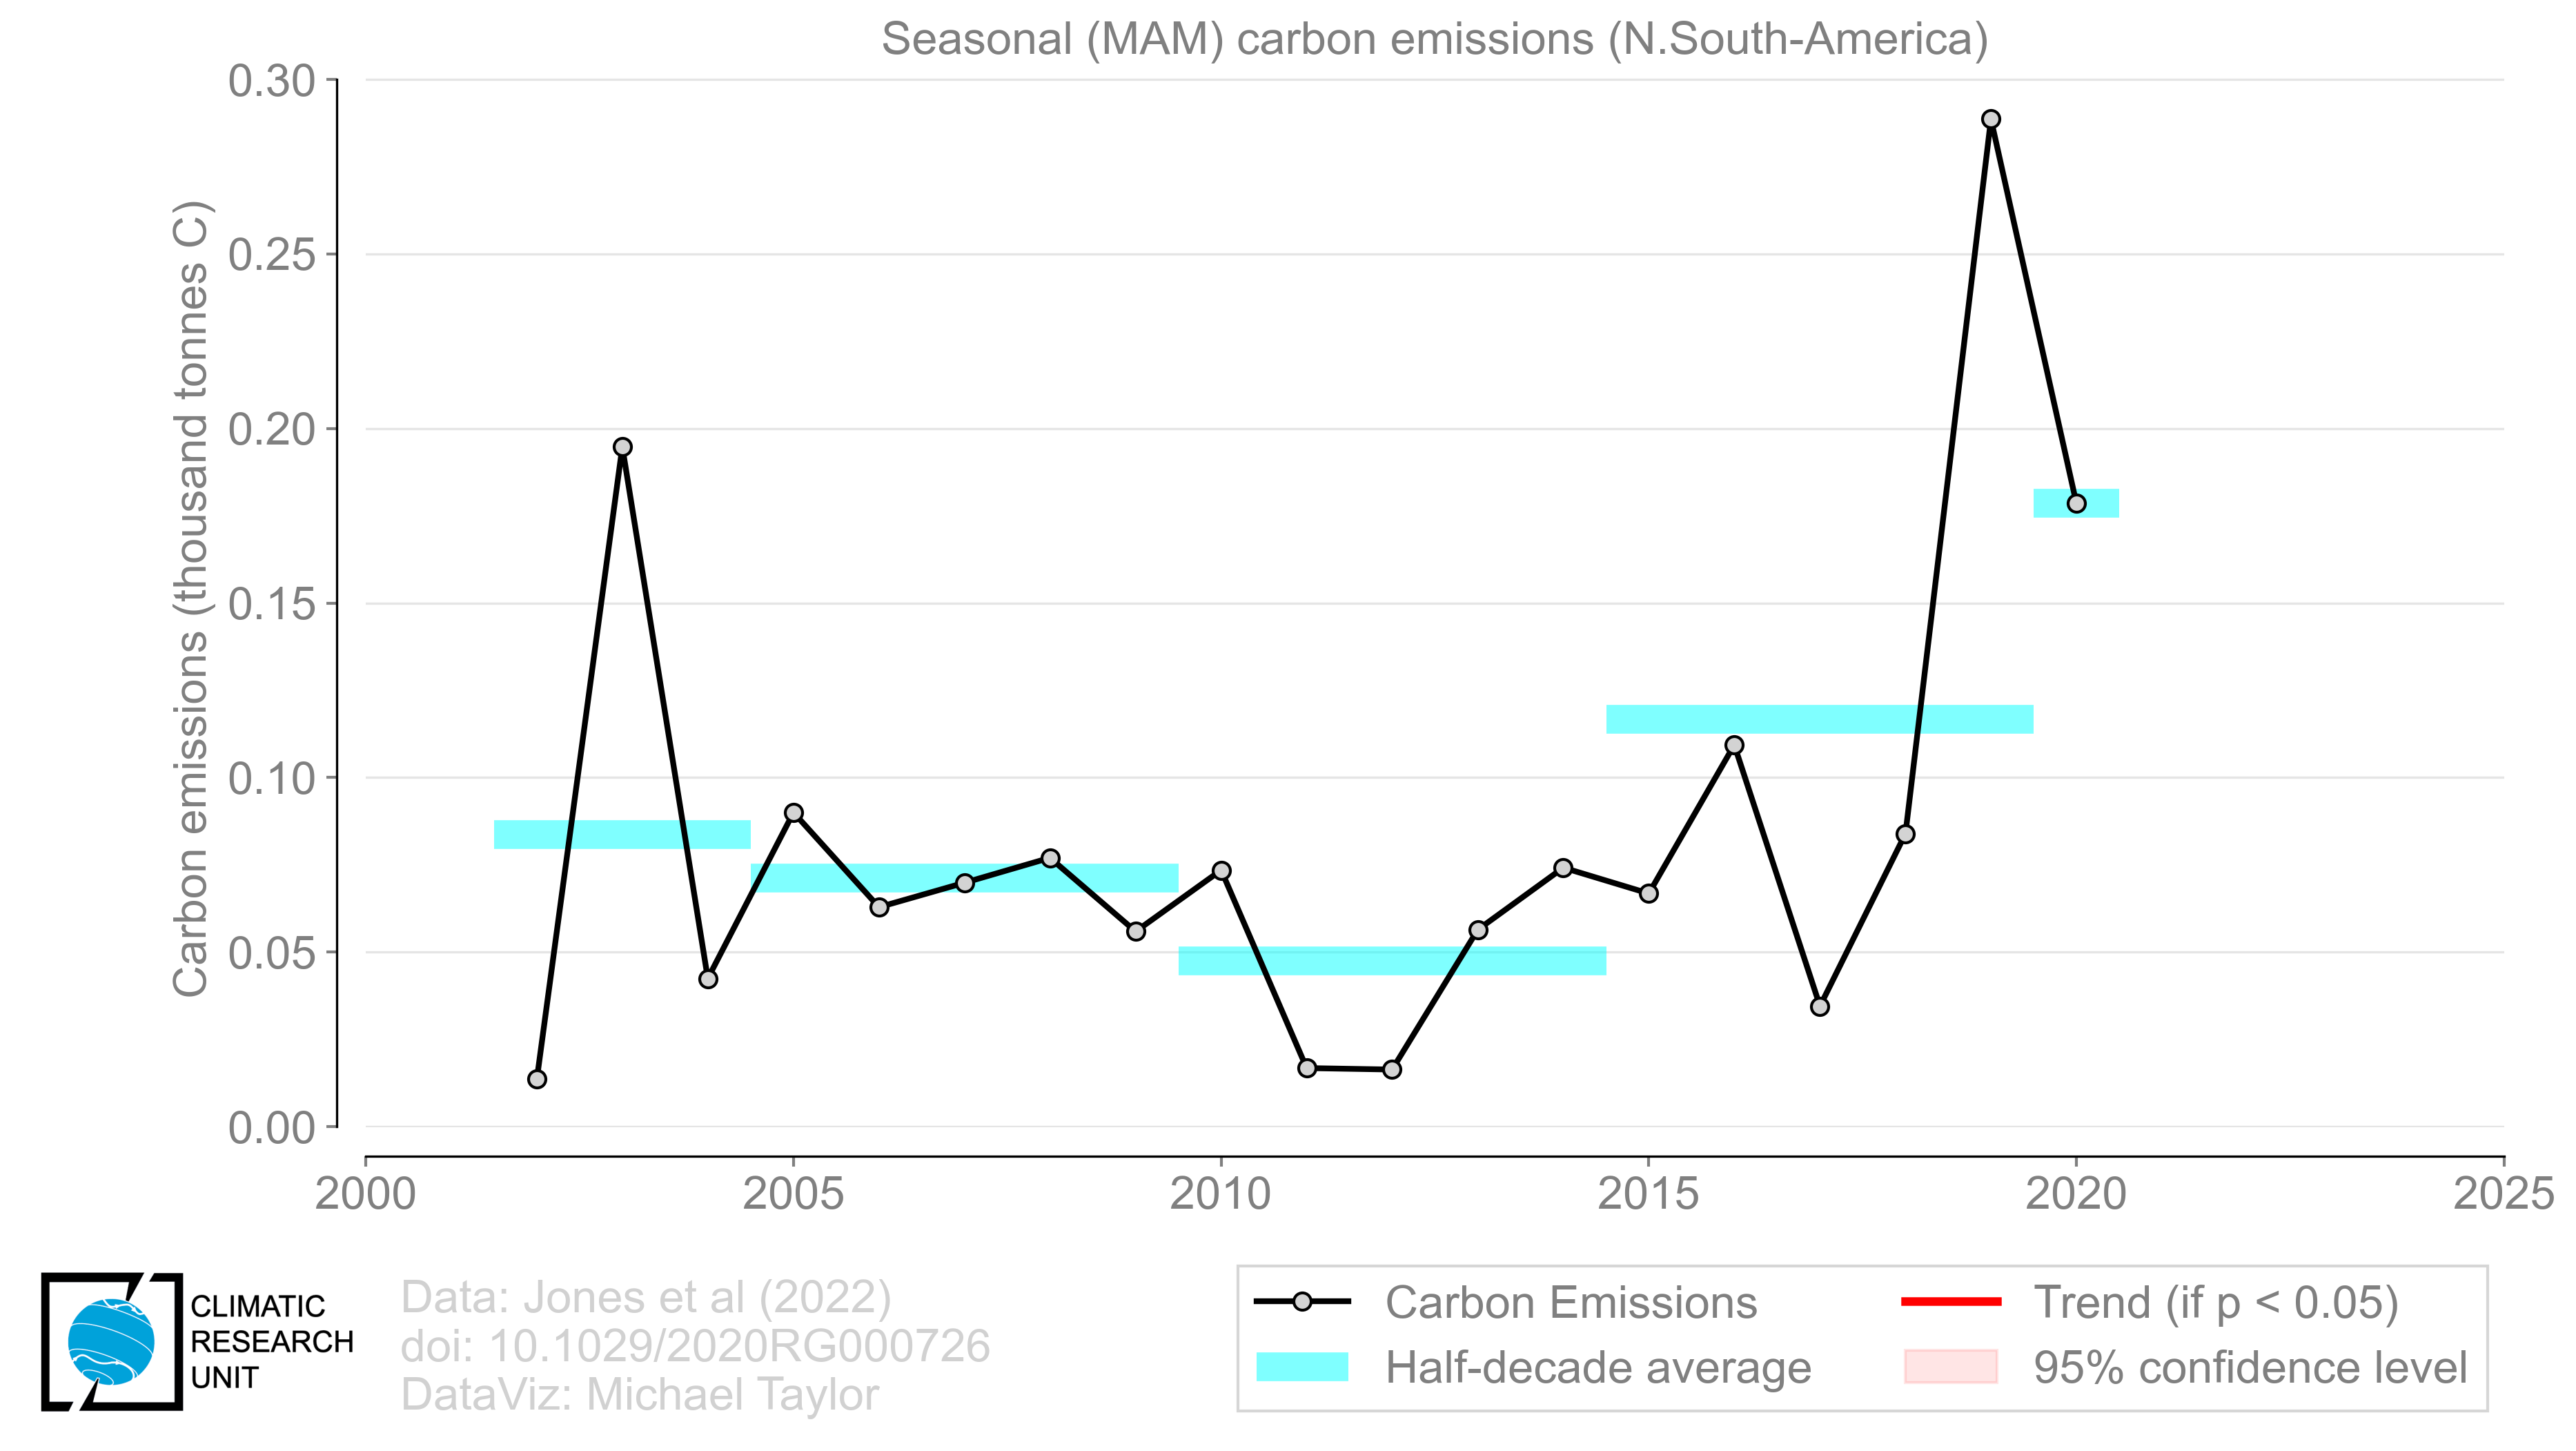 Seasonal (MAM) carbon emissions (N.South-America)
Carbon emissions (thousand tonnes C)
0.30
0.25
0.20
0.15
0.10
0.05
0.00
2000 2005 2010 2015 2020 2025
CLIMATIC
RESEARCH
UNIT
Data: Jones et al (2022)
doi: 10.1029/2020RG000726
DataViz: Michael Taylor
Carbon Emissions
Half-decade average
Trend (if p < 0.05)
95% confidence level